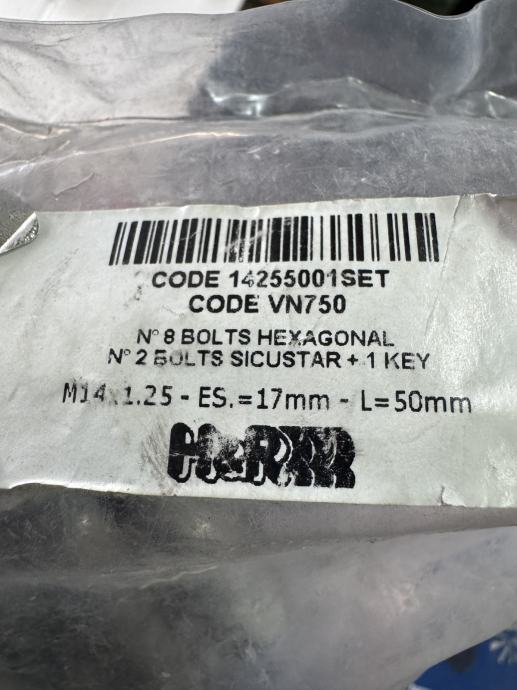 CODE 14255001SET
CODE VN750
N° 8 BOLTS HEXAGONAL
N° 2 BOLTS SICUSTAR + 1 KEY
M14x1.25 - ES.=17mm - L=50mm